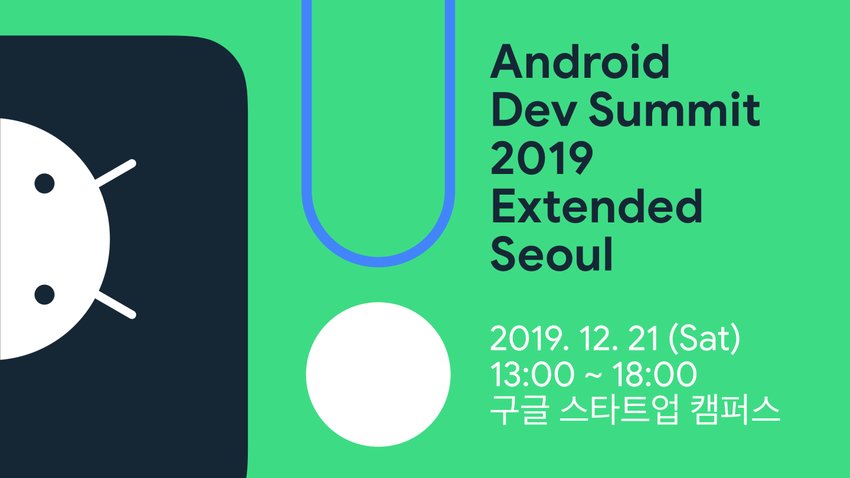 Android
Dev Summit
2019
Extended
Seoul
2019. 12. 21 (Sat)
13:00 ~ 18:00
구글 스타트업 캠퍼스